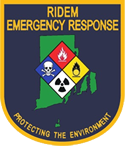 RIDEM
EMERGENCY RESPONSE
PROTECTING THE ENVIRONMENT